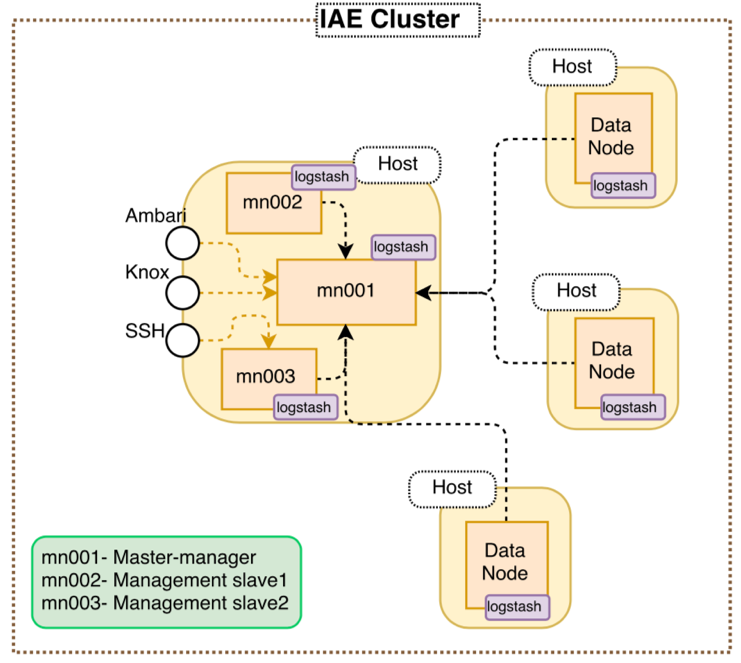 IAE Cluster
Host
Data
Node
logstash
Host
logstash
mn002
Ambari
logstash
Knox
mn001
SSH
mn003
logstash
Host
Data
Node
logstash
Host
Data
Node
logstash
mn001- Master-manager
mn002- Management slave1
mn003- Management slave2